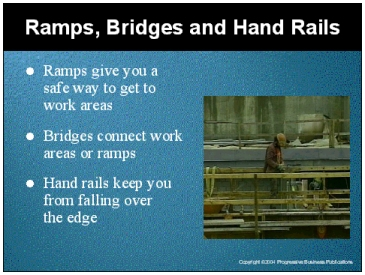 Ramps, Bridges and Hand Rails
Ramps give you a
safe way to get to
work areas
Bridges connect work
areas or ramps
Hand rails keep you
from falling over
the edge
Copyright ©2004 Progressive Business Publications